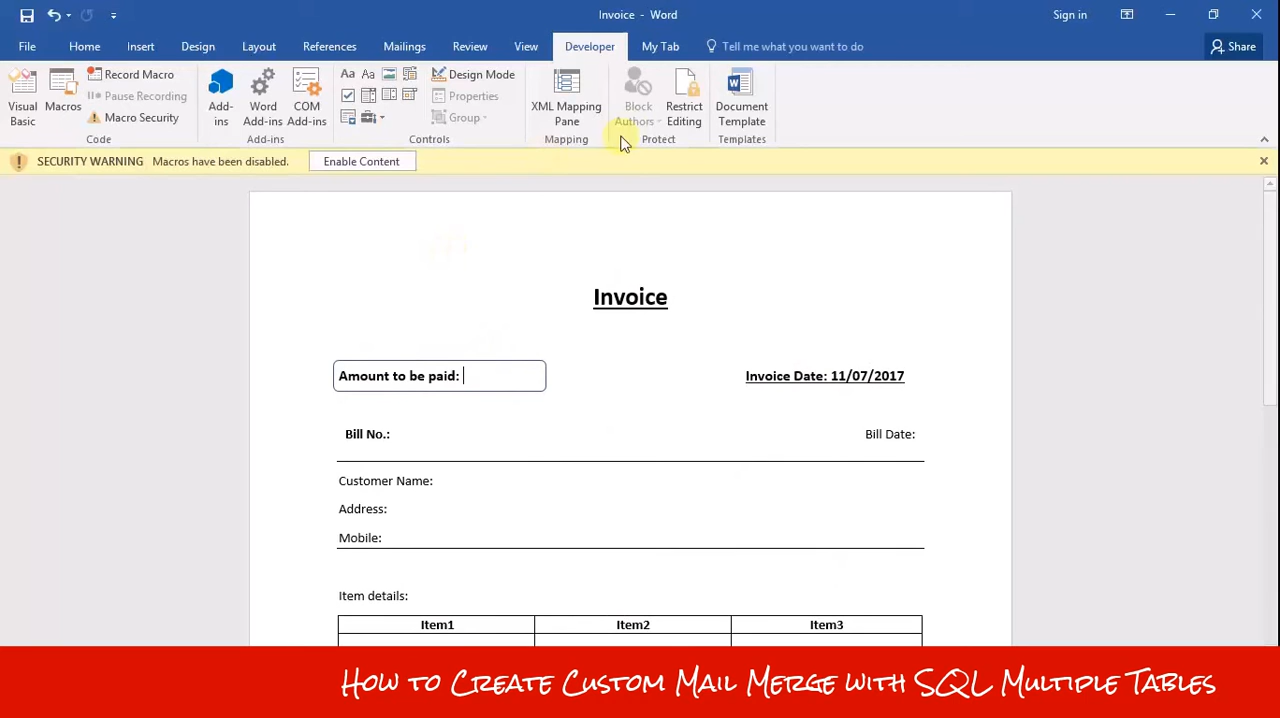 Invoice - Word
Sign in
File Home Insert Design Layout References Mailings Review View Developer My Tab Tell me what you want to do Share
Visual Basic
Macros
Record Macro
Pause Recording
Macro Security
Code
Add-ins
Word Add-ins
COM Add-ins
Add-ins
Aa Aa
Design Mode
Properties
Group
Controls
XML Mapping Pane
Mapping
Block Authors
Restrict Editing
Protect
Document Template
Templates
SECURITY WARNING Macros have been disabled. Enable Content
Invoice
Amount to be paid:
Invoice Date: 11/07/2017
Bill No.:
Bill Date:
Customer Name:
Address:
Mobile:
Item details:
Item1 Item2 Item3
How to Create Custom Mail Merge with SQL Multiple Tables